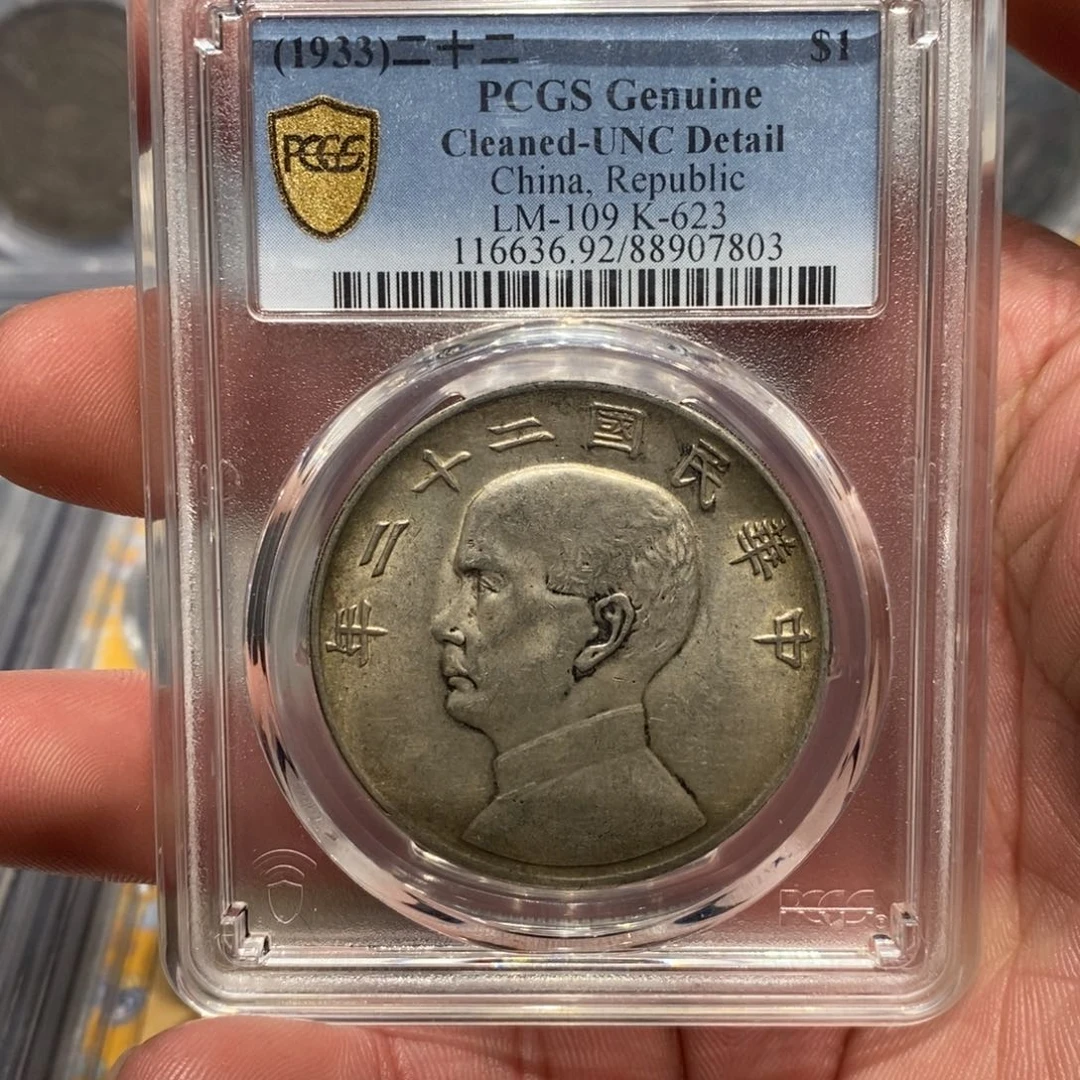 (1933)二十二 $1
PCGS Genuine
Cleaned-UNC Detail
China, Republic
LM-109 K-623
116636.92/88907803
PCGS
中華民國二十二年
PCGS